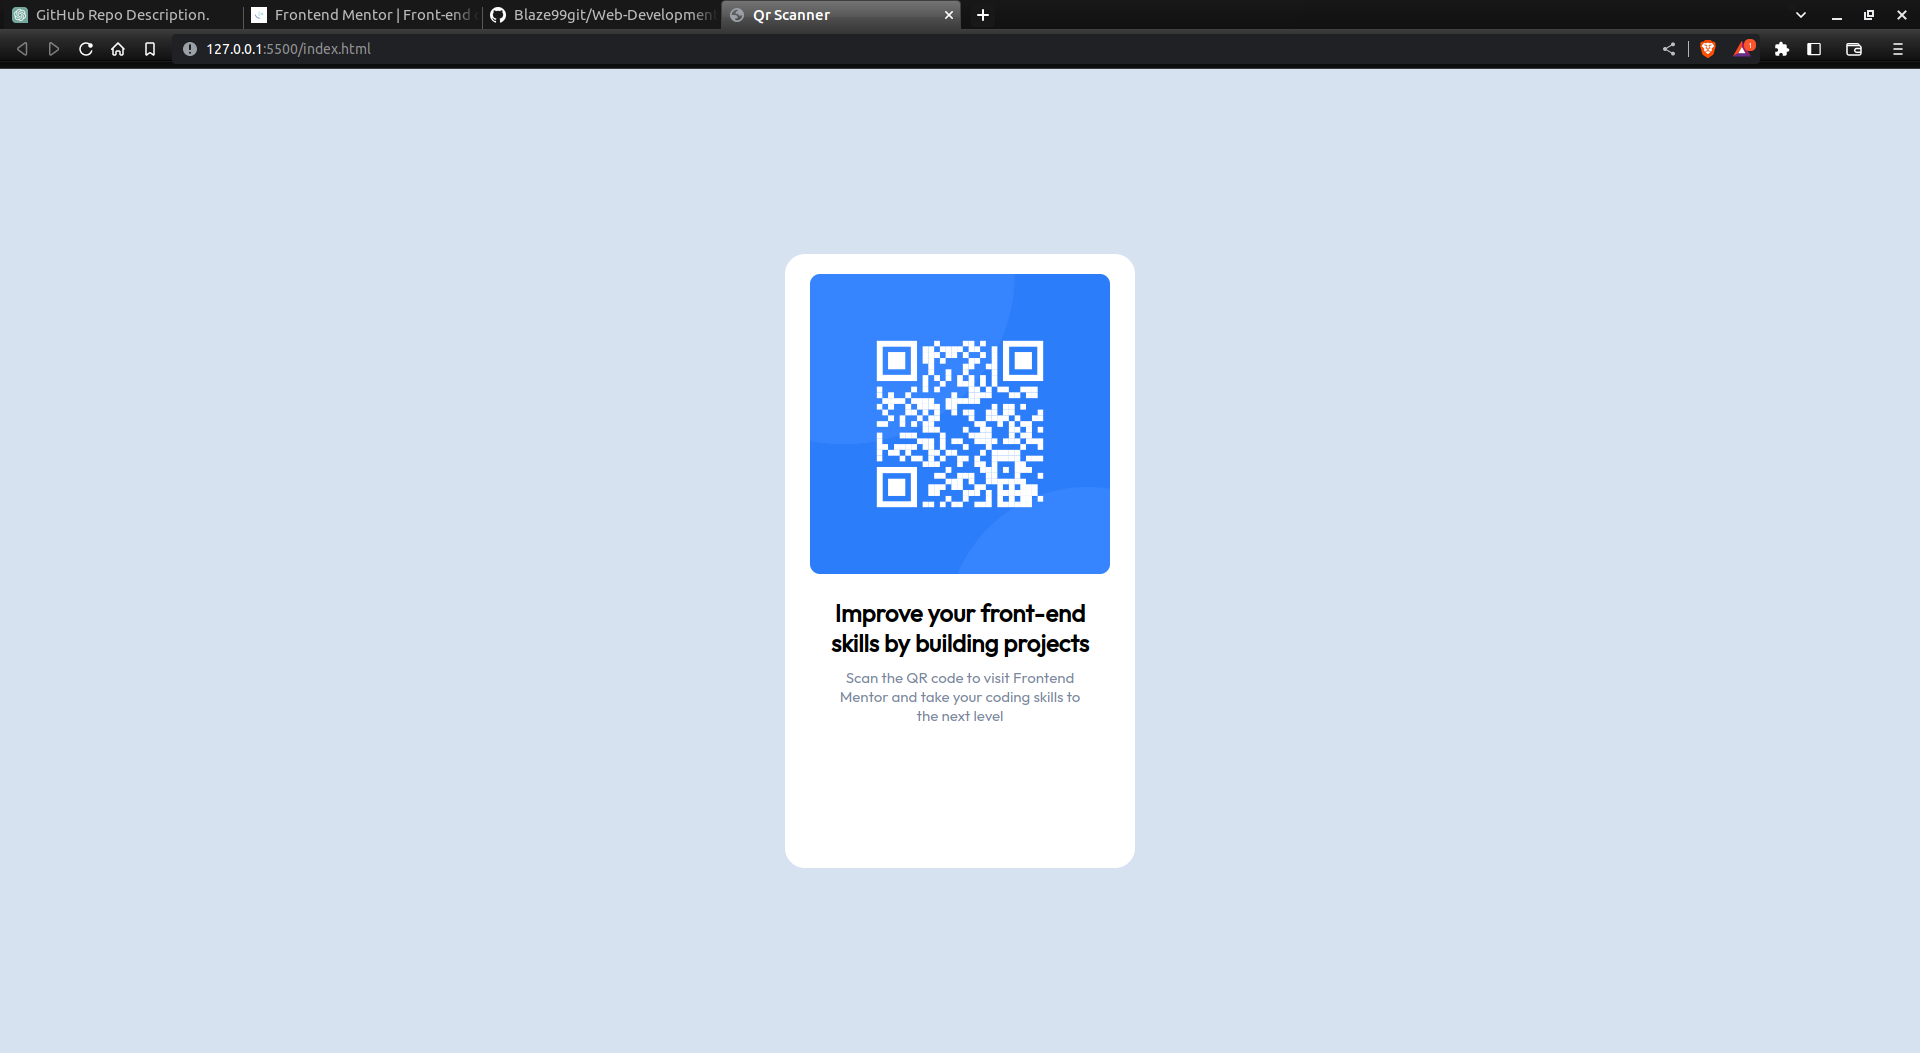 GitHub Repo Description.
Frontend Mentor | Front-end
Blaze99git/Web-Development
Qr Scanner
127.0.0.1:5500/index.html
1
Improve your front-end
skills by building projects
Scan the QR code to visit Frontend
Mentor and take your coding skills to
the next level